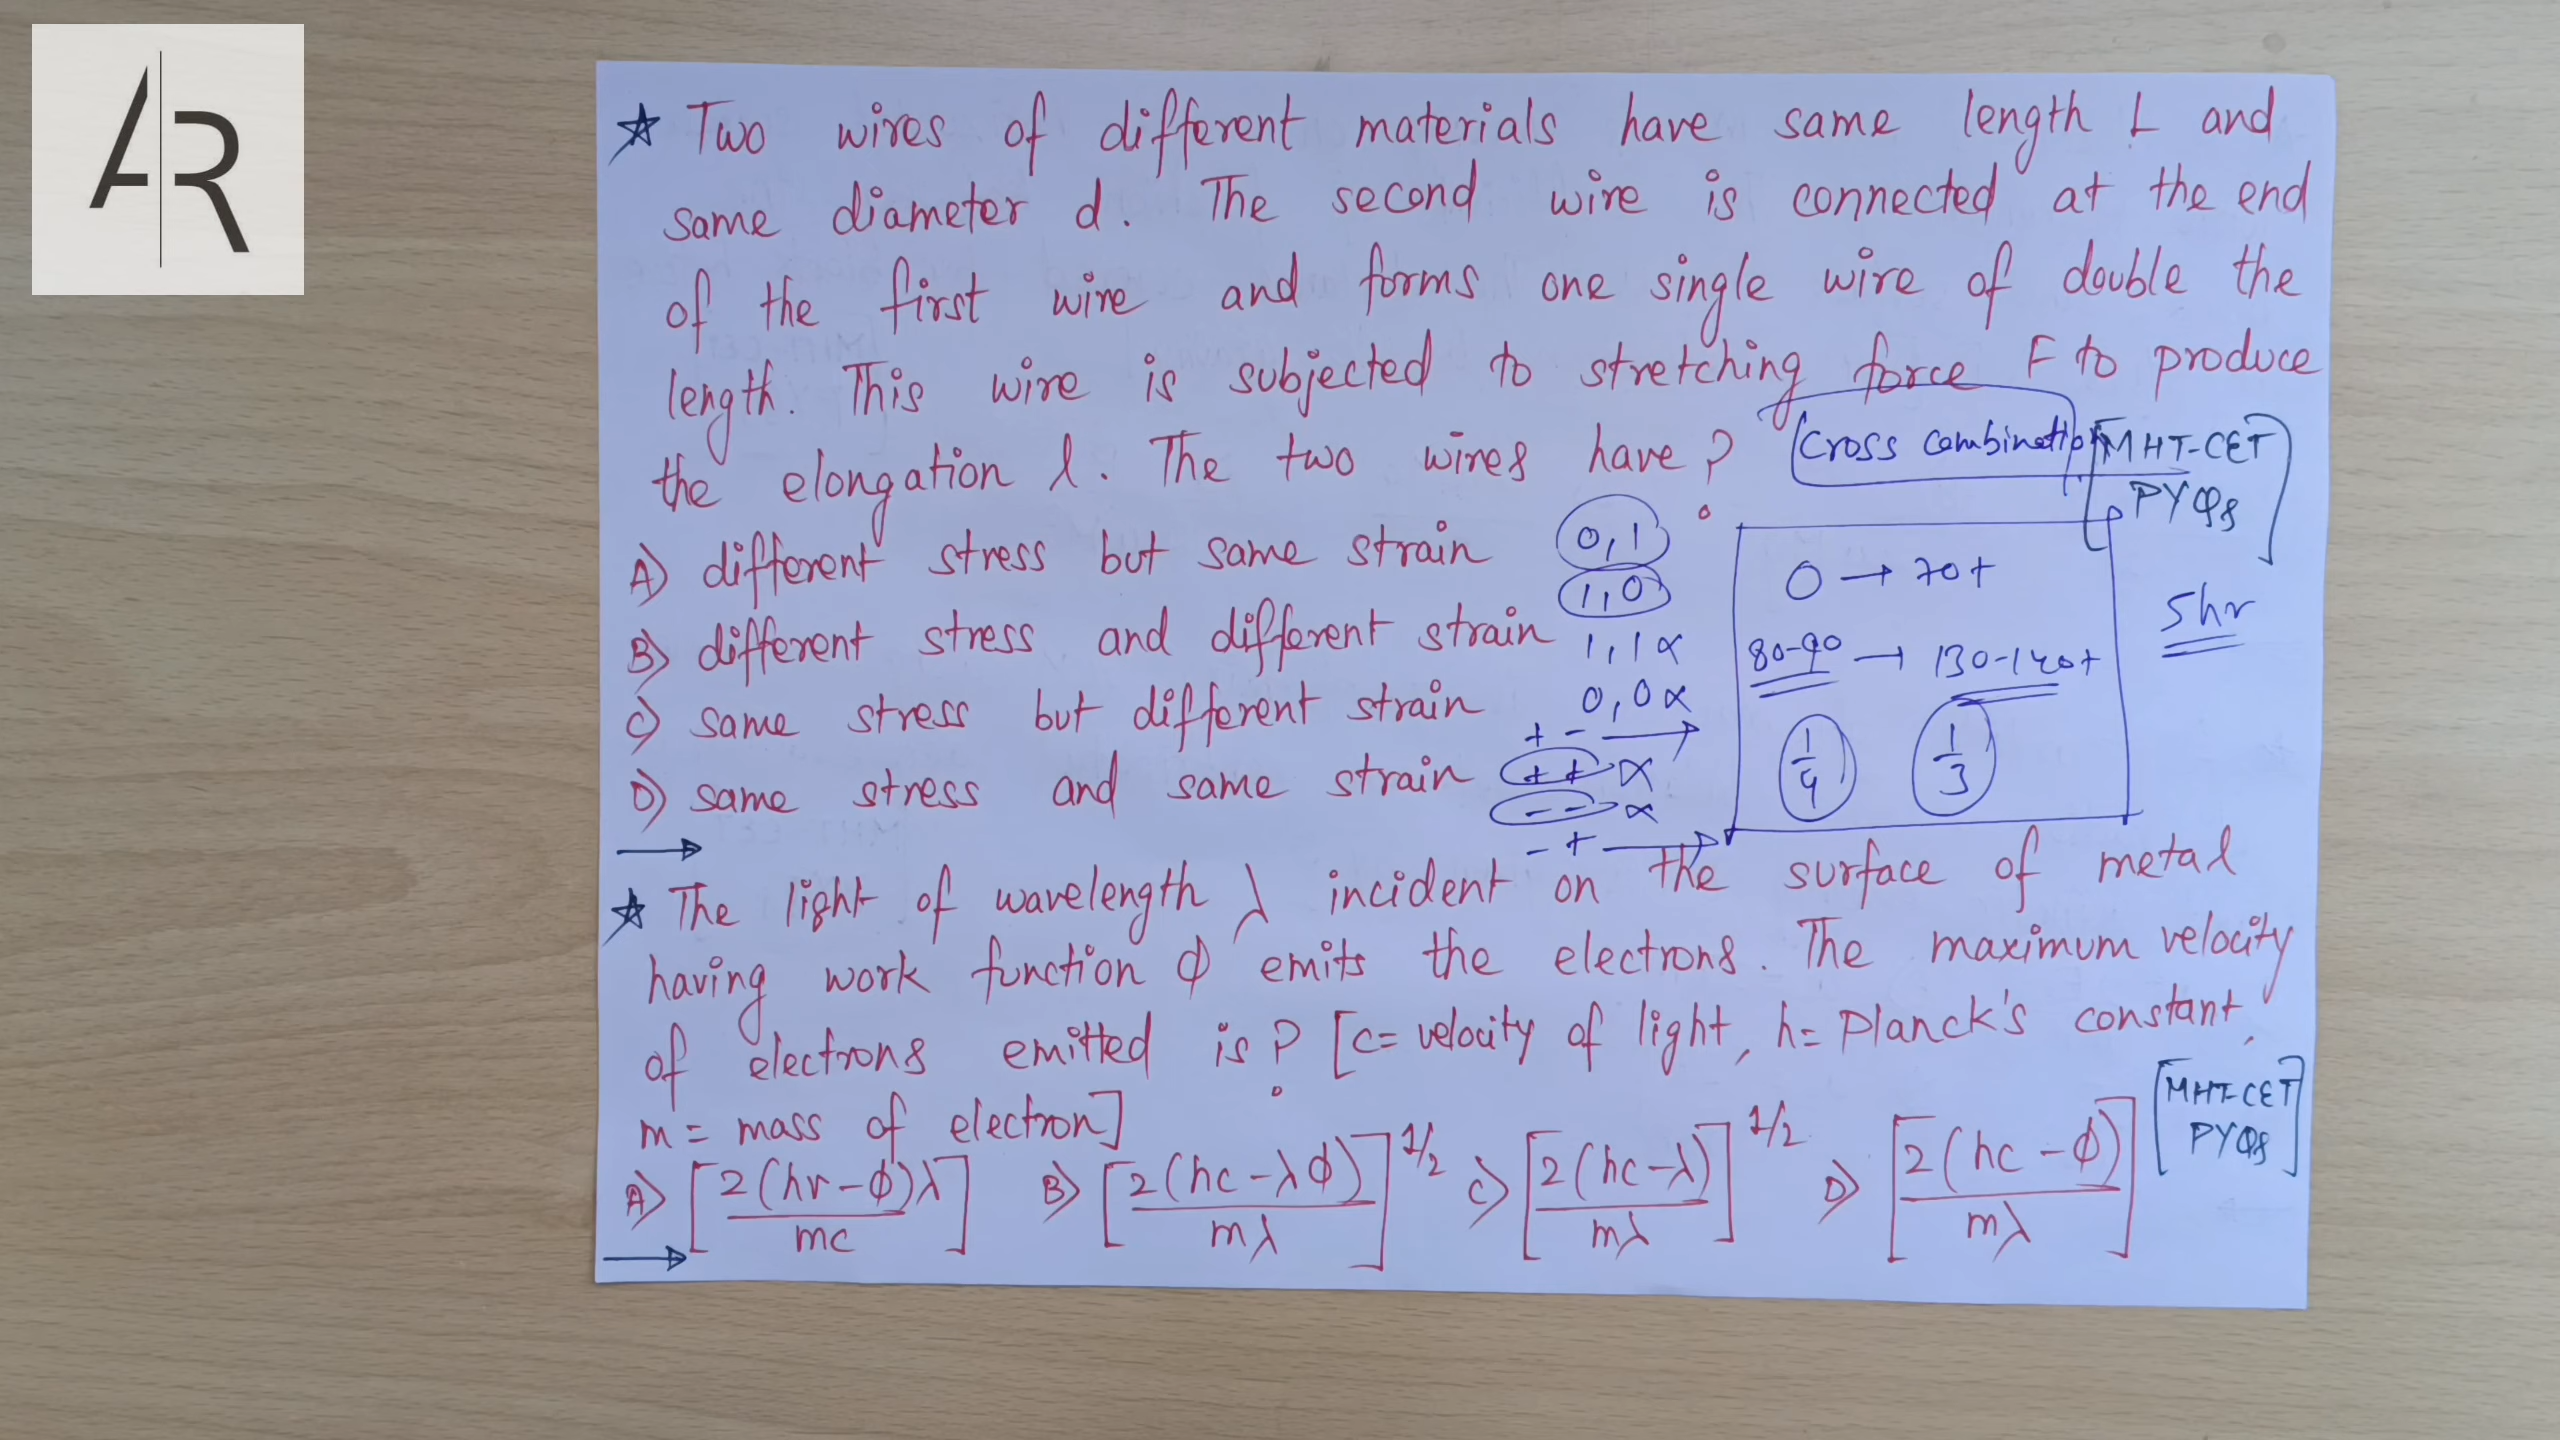 AR
☆ Two wires of different materials have same length L and
same diameter d. The second wire is connected at the end
of the first wire and forms one single wire of double the
length. This wire is subjected to stretching force F to produce
the elongation l. The two wires have?
Cross combination
[MHT-CET
PYQs]
A) different stress but same strain
B) different stress and different strain
C) same stress but different strain
D) same stress and same strain
0,1
1,0
1,1 ×
0,0 ×
+ - →
+ + ×
- - ×
- + →
0 → 70+
80-90 → 130-140+
1/4 1/3
5hr
☆ The light of wavelength λ incident on the surface of metal
having work function ϕ emits the electrons. The maximum velocity
of electrons emitted is? [c= velocity of light, h= Planck's constant,
m= mass of electron]
[MHT-CET
PYQs]
A) [2(hν-ϕ)λ/mc] B) [2(hc-λϕ)/mλ]^1/2 C) [2(hc-λ)/mλ]^1/2 D) [2(hc-ϕ)/mλ]